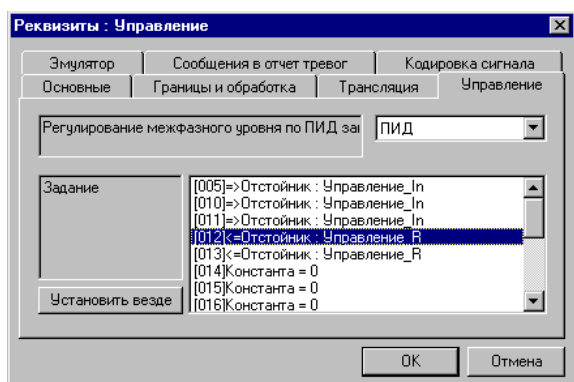 Реквизиты : Управление
Эмулятор
Сообщения в отчет тревог
Кодировка сигнала
Основные
Границы и обработка
Трансляция
Управление
Регулирование межфазного уровня по ПИД за
ПИД
Задание
[005]=>Отстойник : Управление_In
[010]=>Отстойник : Управление_In
[011]=>Отстойник : Управление_In
[012]<=Отстойник : Управление_R
[013]<=Отстойник : Управление_R
[014]Константа = 0
[015]Константа = 0
[016]Константа = 0
Установить везде
OK
Отмена